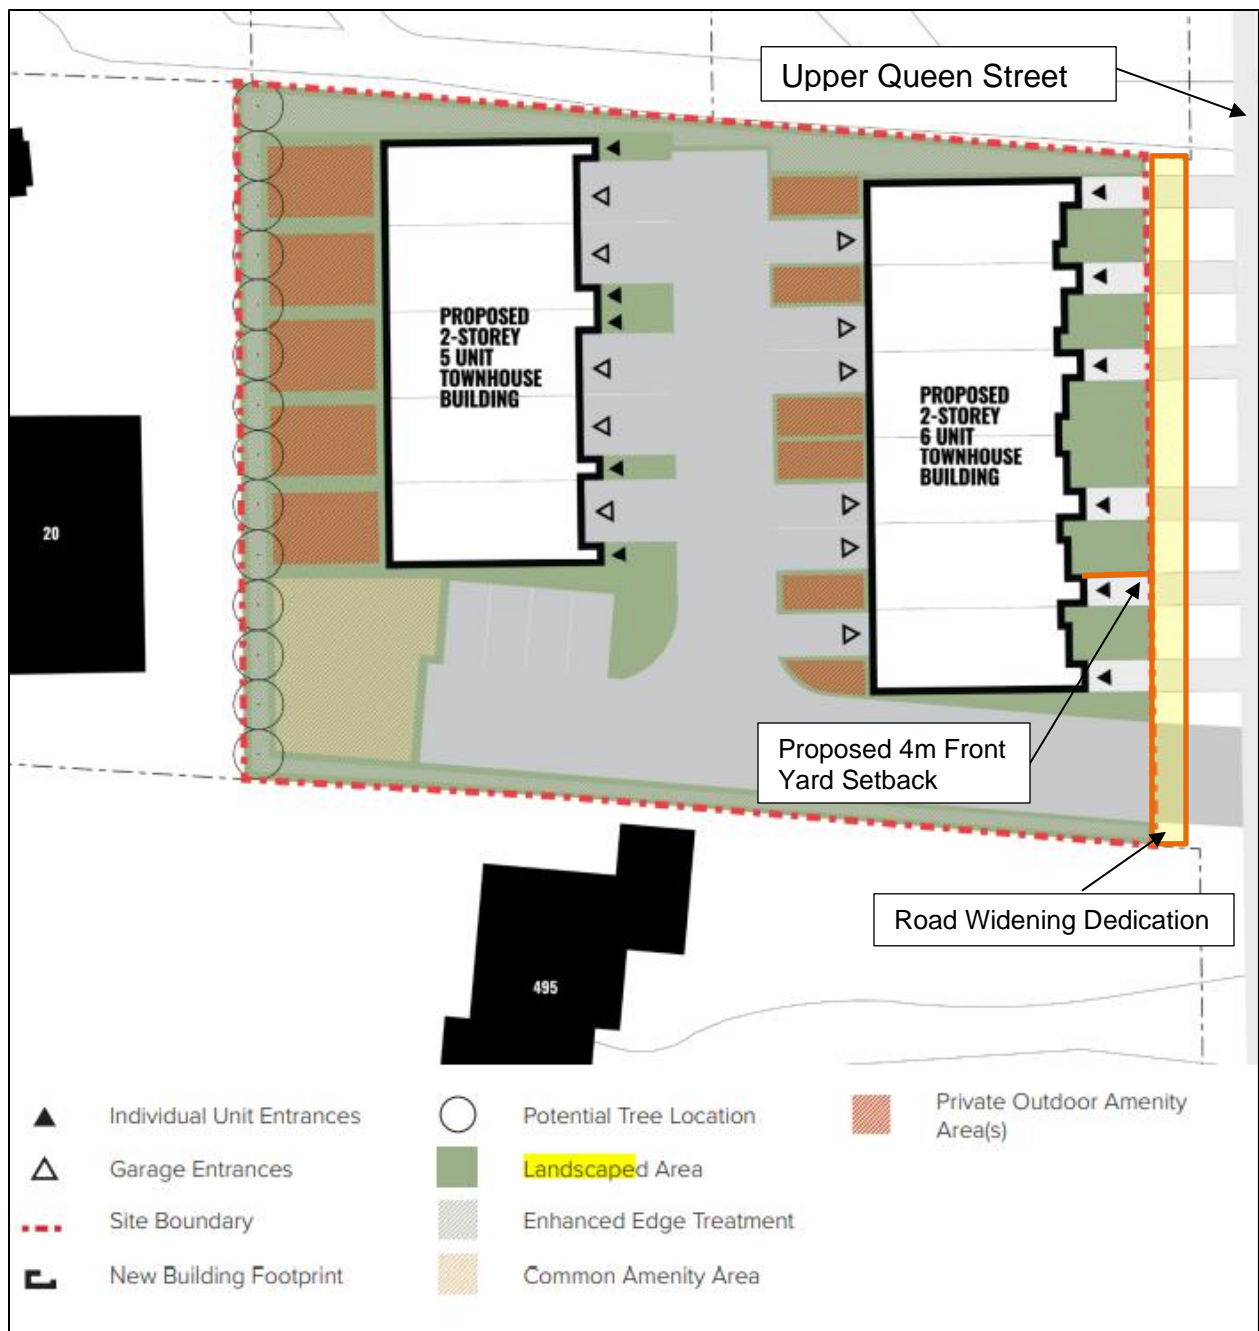 Upper Queen Street
PROPOSED
2-STOREY
5 UNIT
TOWNHOUSE
BUILDING
PROPOSED
2-STOREY
6 UNIT
TOWNHOUSE
BUILDING
20
Proposed 4m Front
Yard Setback
Road Widening Dedication
495
Individual Unit Entrances
Garage Entrances
Site Boundary
New Building Footprint
Potential Tree Location
Landscaped Area
Enhanced Edge Treatment
Common Amenity Area
Private Outdoor Amenity
Area(s)